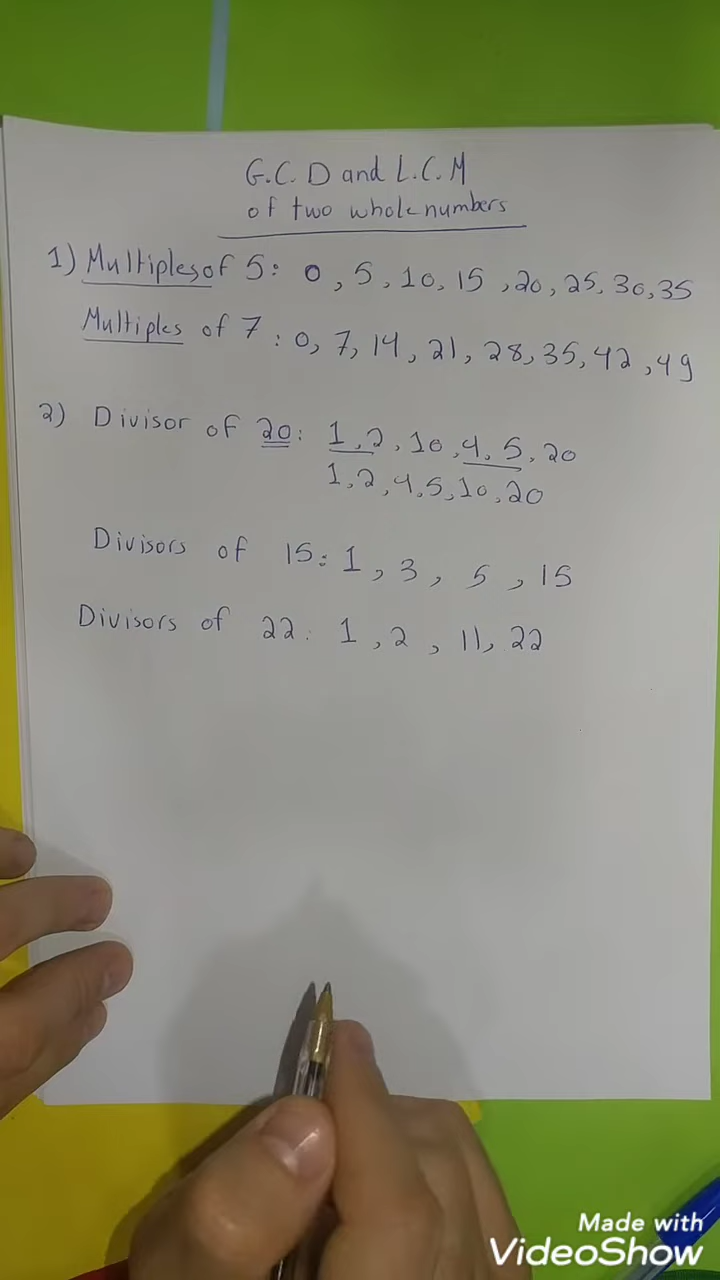 G.C.D and L.C.M
of two whole numbers
1) Multiples of 5: 0, 5, 10, 15, 20, 25, 30, 35
Multiples of 7: 0, 7, 14, 21, 28, 35, 42, 49
2) Divisor of 20: 1, 2, 10, 4, 5, 20
1, 2, 4, 5, 10, 20
Divisors of 15: 1, 3, 5, 15
Divisors of 22: 1, 2, 11, 22
Made with
VideoShow